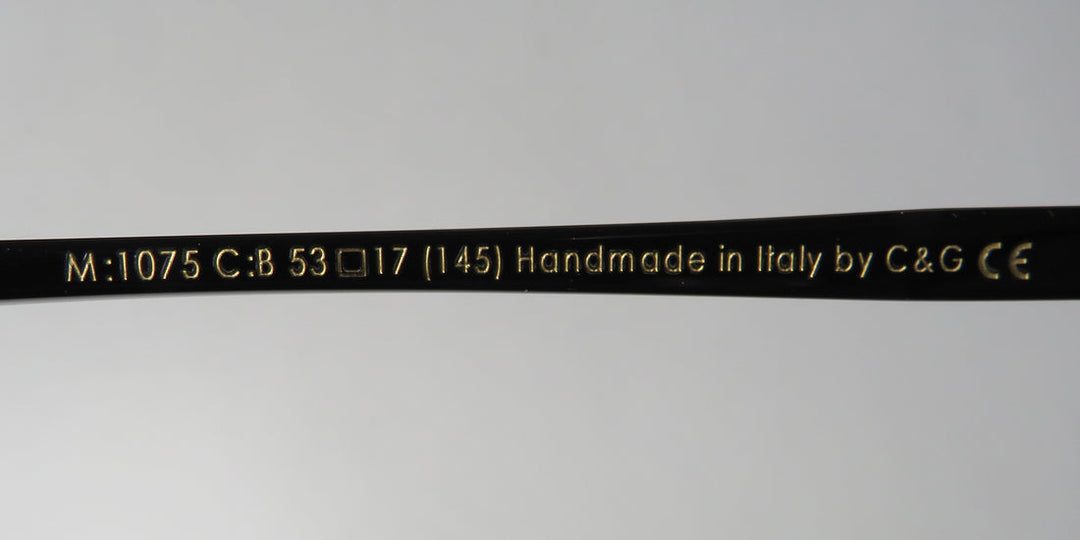 M:1075 C:B 53□17 (145) Handmade in Italy by C&G CE